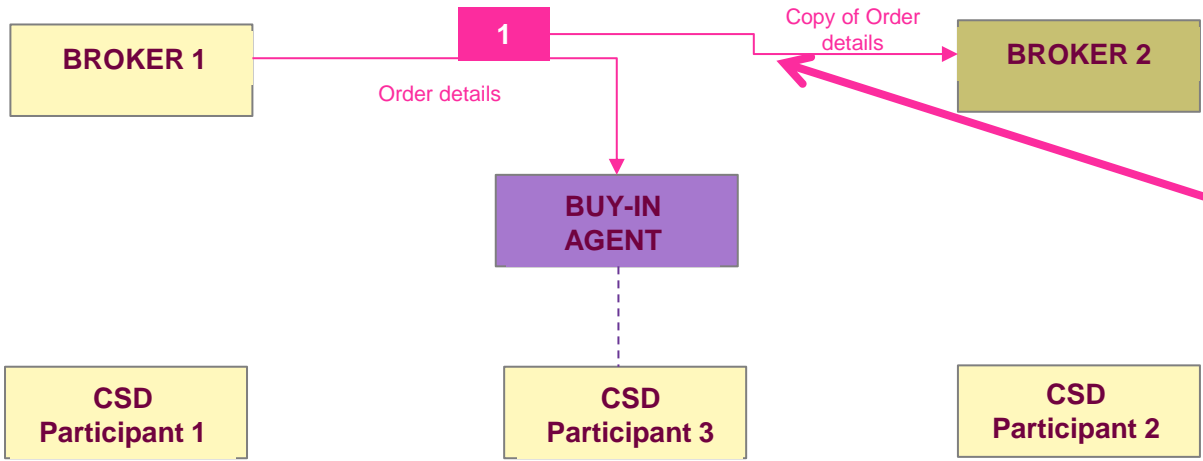 1
Copy of Order
details
BROKER 1
BROKER 2
Order details
BUY-IN
AGENT
CSD
Participant 1
CSD
Participant 3
CSD
Participant 2